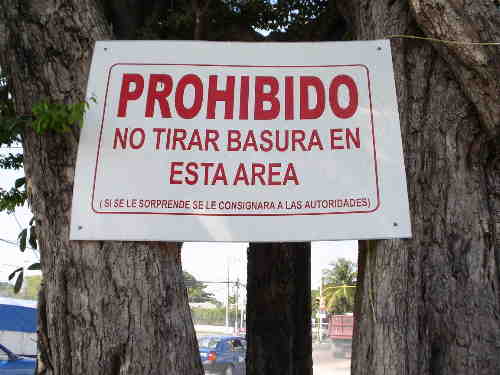 PROHIBIDO
NO TIRAR BASURA EN
ESTA AREA
( SI SE LE SORPRENDE SE LE CONSIGNARA A LAS AUTORIDADES)